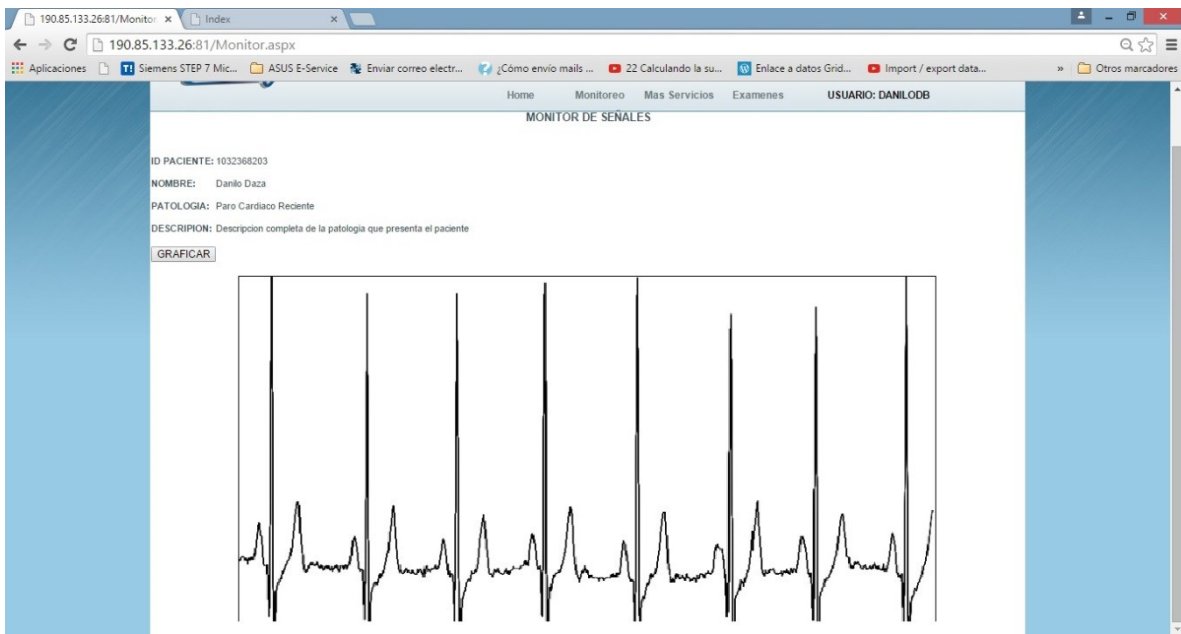 190.85.133.26:81/Monitor
Index
190.85.133.26:81/Monitor.aspx
Aplicaciones
Siemens STEP 7 Mic...
ASUS E-Service
Enviar correo electr...
¿Cómo envío mails ...
22 Calculando la su...
Enlace a datos Grid...
Import / export data...
»
Otros marcadores
Home Monitoreo Mas Servicios Examenes USUARIO: DANILODB
MONITOR DE SEÑALES
ID PACIENTE: 1032368203
NOMBRE: Danilo Daza
PATOLOGIA: Paro Cardiaco Reciente
DESCRIPION: Descripcion completa de la patologia que presenta el paciente
GRAFICAR